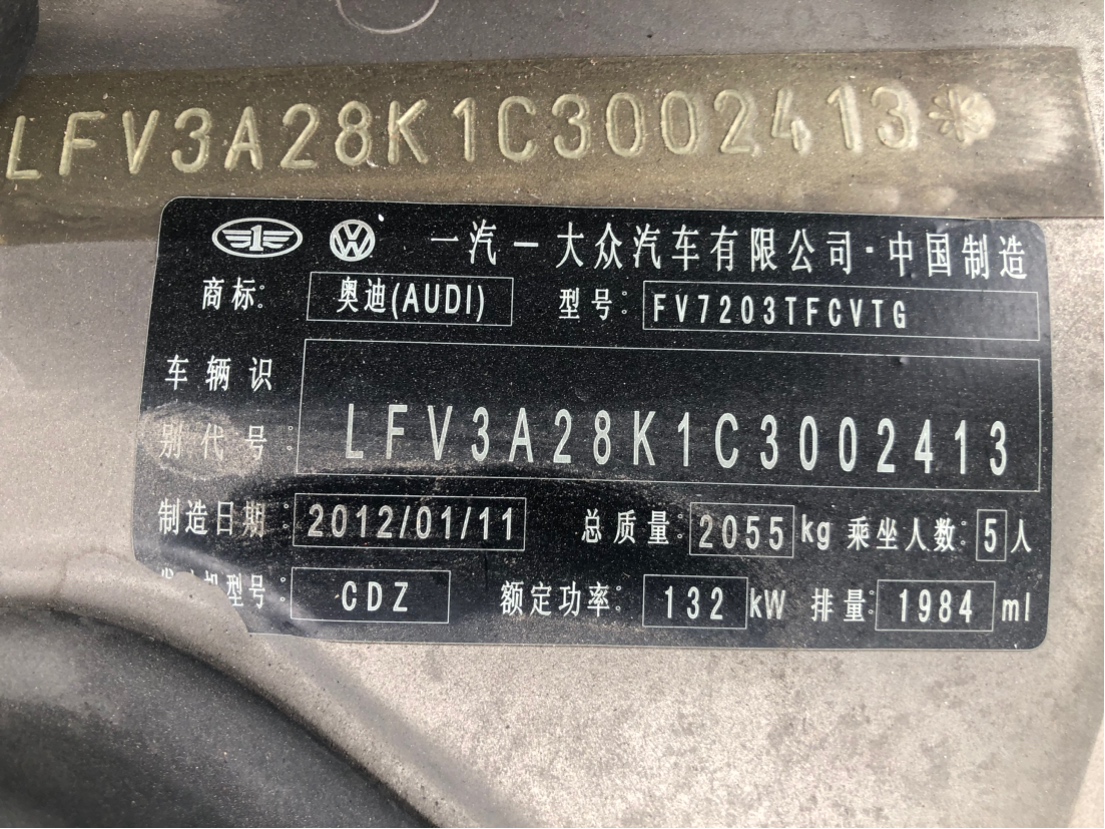 LFV3A28K1C3002413
一汽-大众汽车有限公司·中国制造
商标: 奥迪(AUDI) 型号: FV7203TFCVTG
车辆识
别代号: LFV3A28K1C3002413
制造日期: 2012/01/11 总质量: 2055 kg 乘坐人数: 5 人
机型号: CDZ 额定功率: 132 kW 排量: 1984 ml